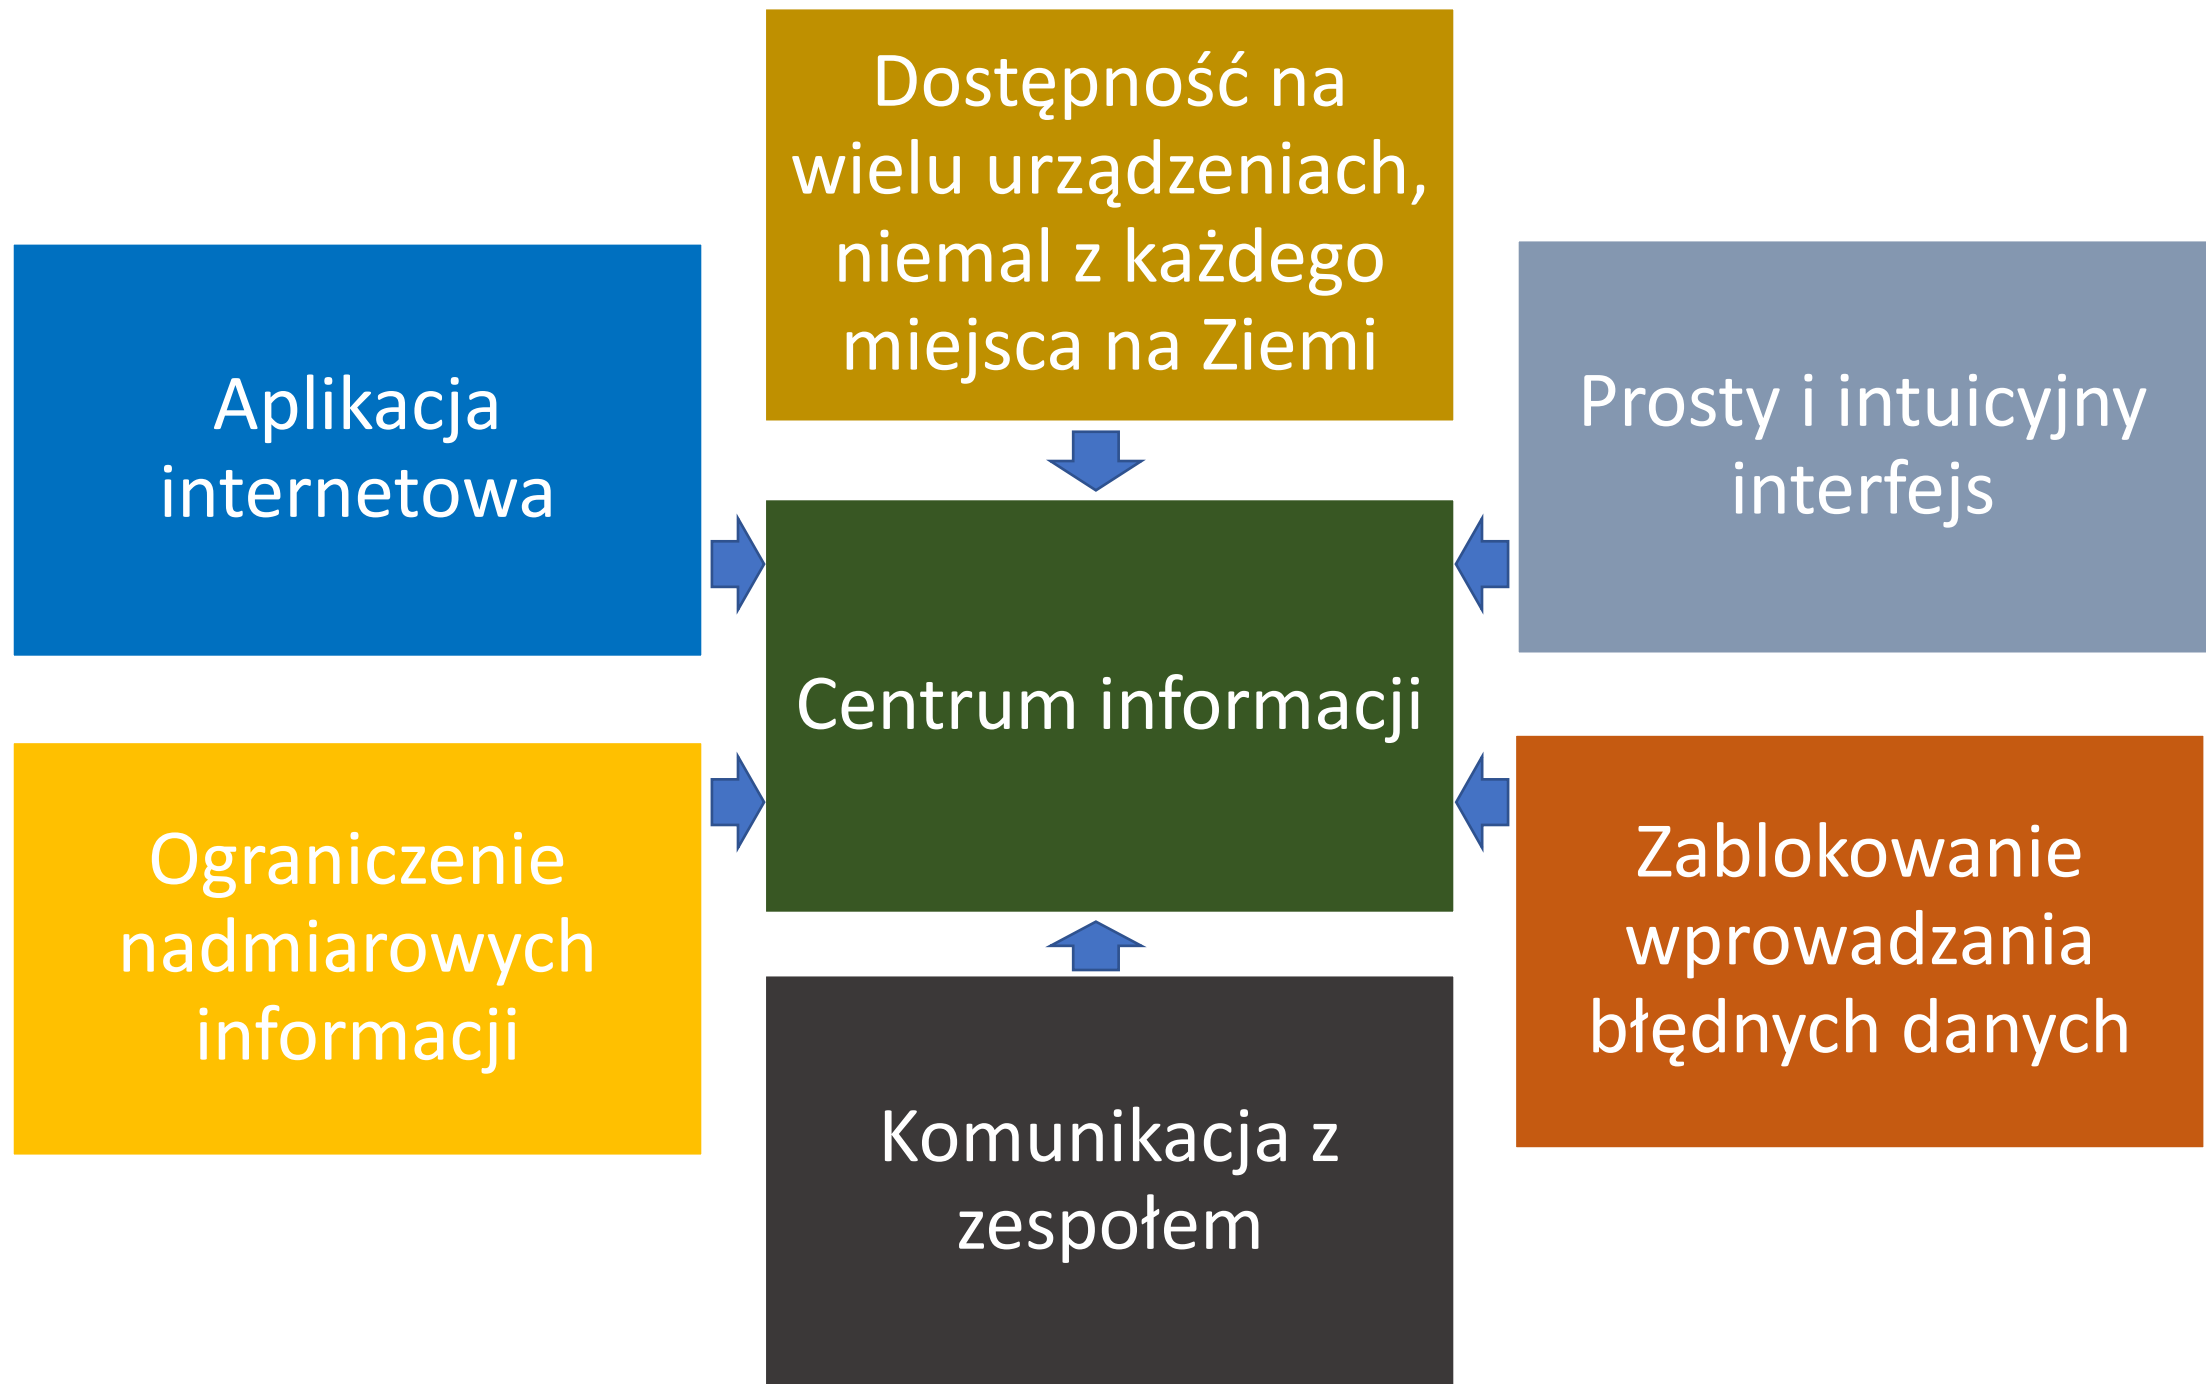 Dostępność na
wielu urządzeniach,
niemal z każdego
miejsca na Ziemi
Aplikacja
internetowa
Prosty i intuicyjny
interfejs
Centrum informacji
Ograniczenie
nadmiarowych
informacji
Zablokowanie
wprowadzania
błędnych danych
Komunikacja z
zespołem